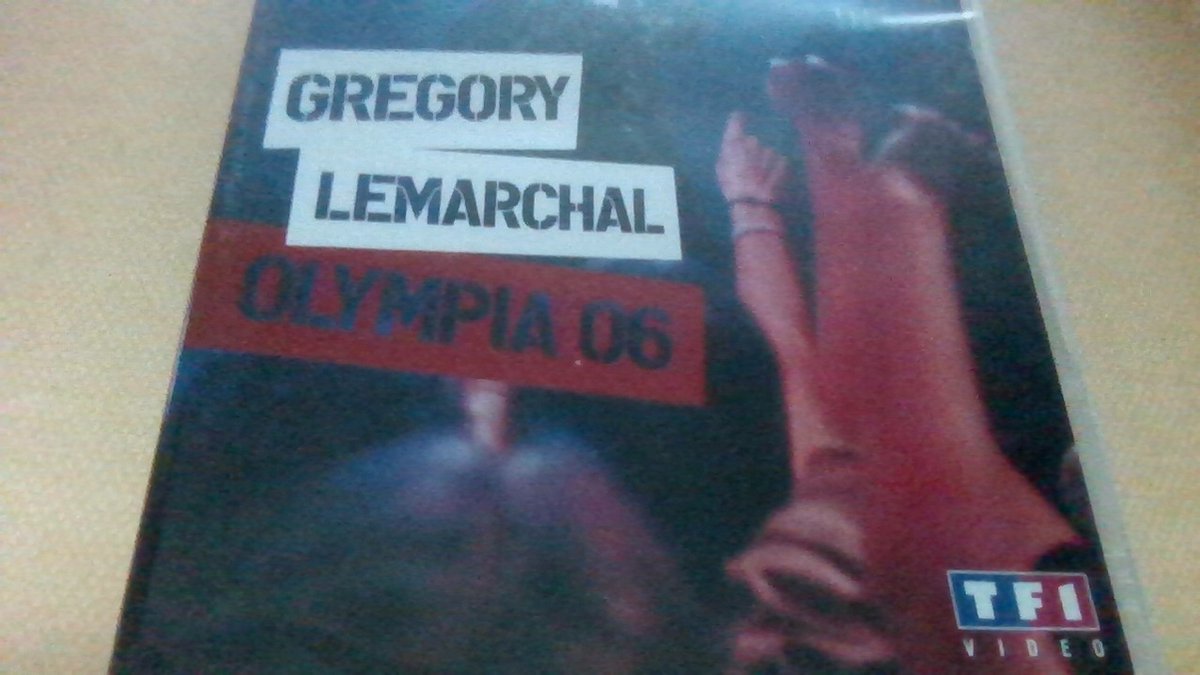 GREGORY
LEMARCHAL
OLYMPIA 06
TF1
VIDEO